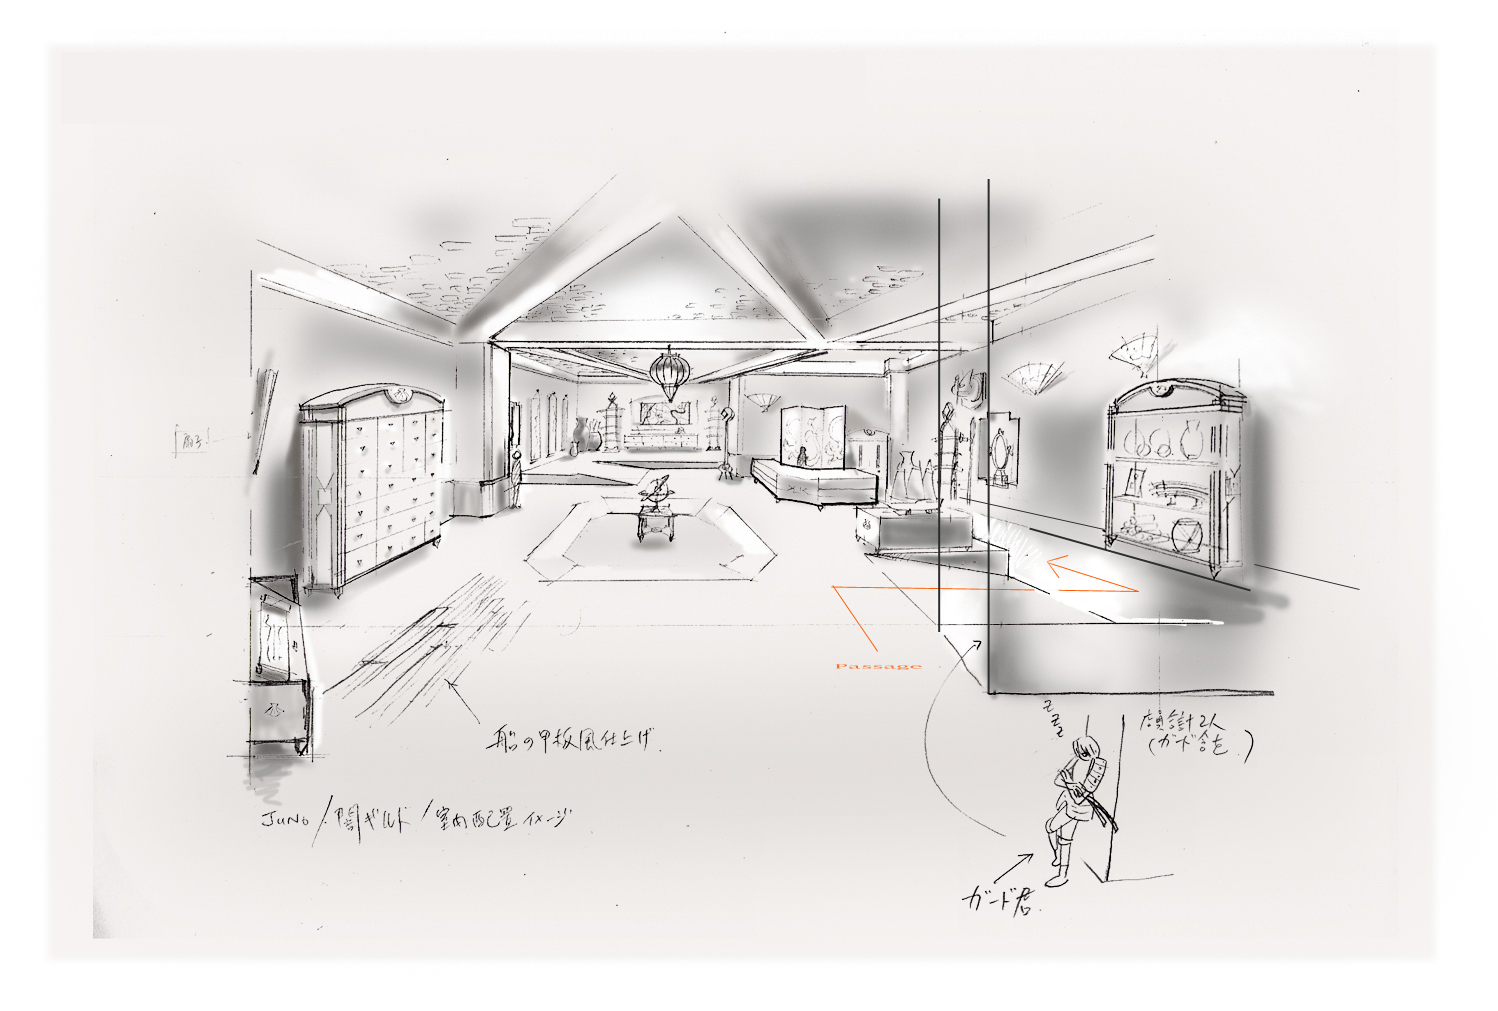 Passage
zzz
店員計2人
(ガード含む.)
船の甲板風仕上げ.
JUNO/闇ギルド/室内配置イメージ
ガード君.